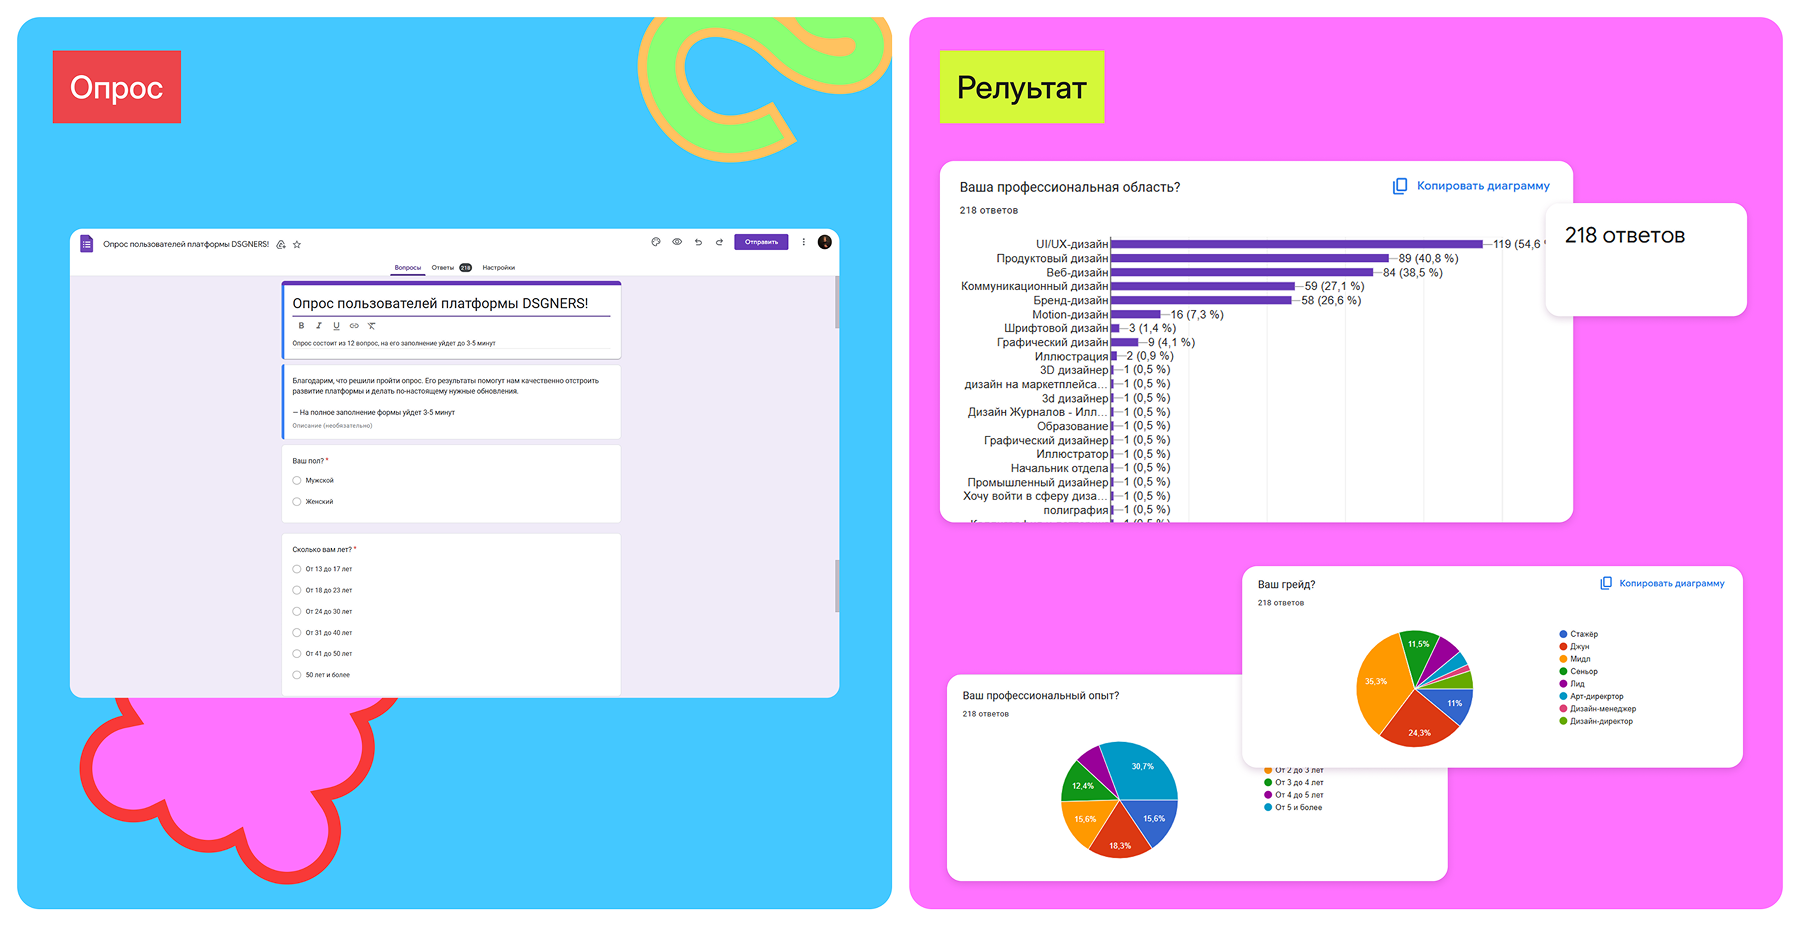 Опрос
Опрос пользователей платформы DSGNERS!
Отправить
Вопросы
Ответы 218
Настройки
Опрос пользователей платформы DSGNERS!
B I U
Опрос состоит из 12 вопрос, на его заполнение уйдет до 3-5 минут
Благодарим, что решили пройти опрос. Его результаты помогут нам качественно отстроить
развитие платформы и делать по-настоящему нужные обновления.
— На полное заполнение формы уйдет 3-5 минут
Описание (необязательно)
Ваш пол? *
Мужской
Женский
Сколько вам лет? *
От 13 до 17 лет
От 18 до 23 лет
От 24 до 30 лет
От 31 до 40 лет
От 41 до 50 лет
50 лет и более
Релуьтат
Ваша профессиональная область?
Копировать диаграмму
218 ответов
218 ответов
UI/UX-дизайн 119 (54,6
Продуктовый дизайн 89 (40,8 %)
Веб-дизайн 84 (38,5 %)
Коммуникационный дизайн 59 (27,1 %)
Бренд-дизайн 58 (26,6 %)
Motion-дизайн 16 (7,3 %)
Шрифтовой дизайн 3 (1,4 %)
Графический дизайн 9 (4,1 %)
Иллюстрация 2 (0,9 %)
3D дизайнер 1 (0,5 %)
дизайн на маркетплейса... 1 (0,5 %)
3d дизайнер 1 (0,5 %)
Дизайн Журналов - Илл... 1 (0,5 %)
Образование 1 (0,5 %)
Графический дизайнер 1 (0,5 %)
Иллюстратор 1 (0,5 %)
Начальник отдела 1 (0,5 %)
Промышленный дизайнер 1 (0,5 %)
Хочу войти в сферу диза... 1 (0,5 %)
полиграфия 1 (0,5 %)
Ваш грейд?
Копировать диаграмму
218 ответов
11,5%
35,3%
11%
24,3%
Стажёр
Джун
Мидл
Сеньор
Лид
Арт-диреркtор
Дизайн-менеджер
Дизайн-директор
Ваш профессиональный опыт?
218 ответов
30,7%
12,4%
15,6%
15,6%
18,3%
От 2 до 3 лет
От 3 до 4 лет
От 4 до 5 лет
От 5 и более